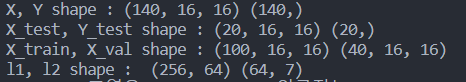 X, Y shape : (140, 16, 16) (140,)
X_test, Y_test shape : (20, 16, 16) (20,)
X_train, X_val shape : (100, 16, 16) (40, 16, 16)
l1, l2 shape :  (256, 64) (64, 7)